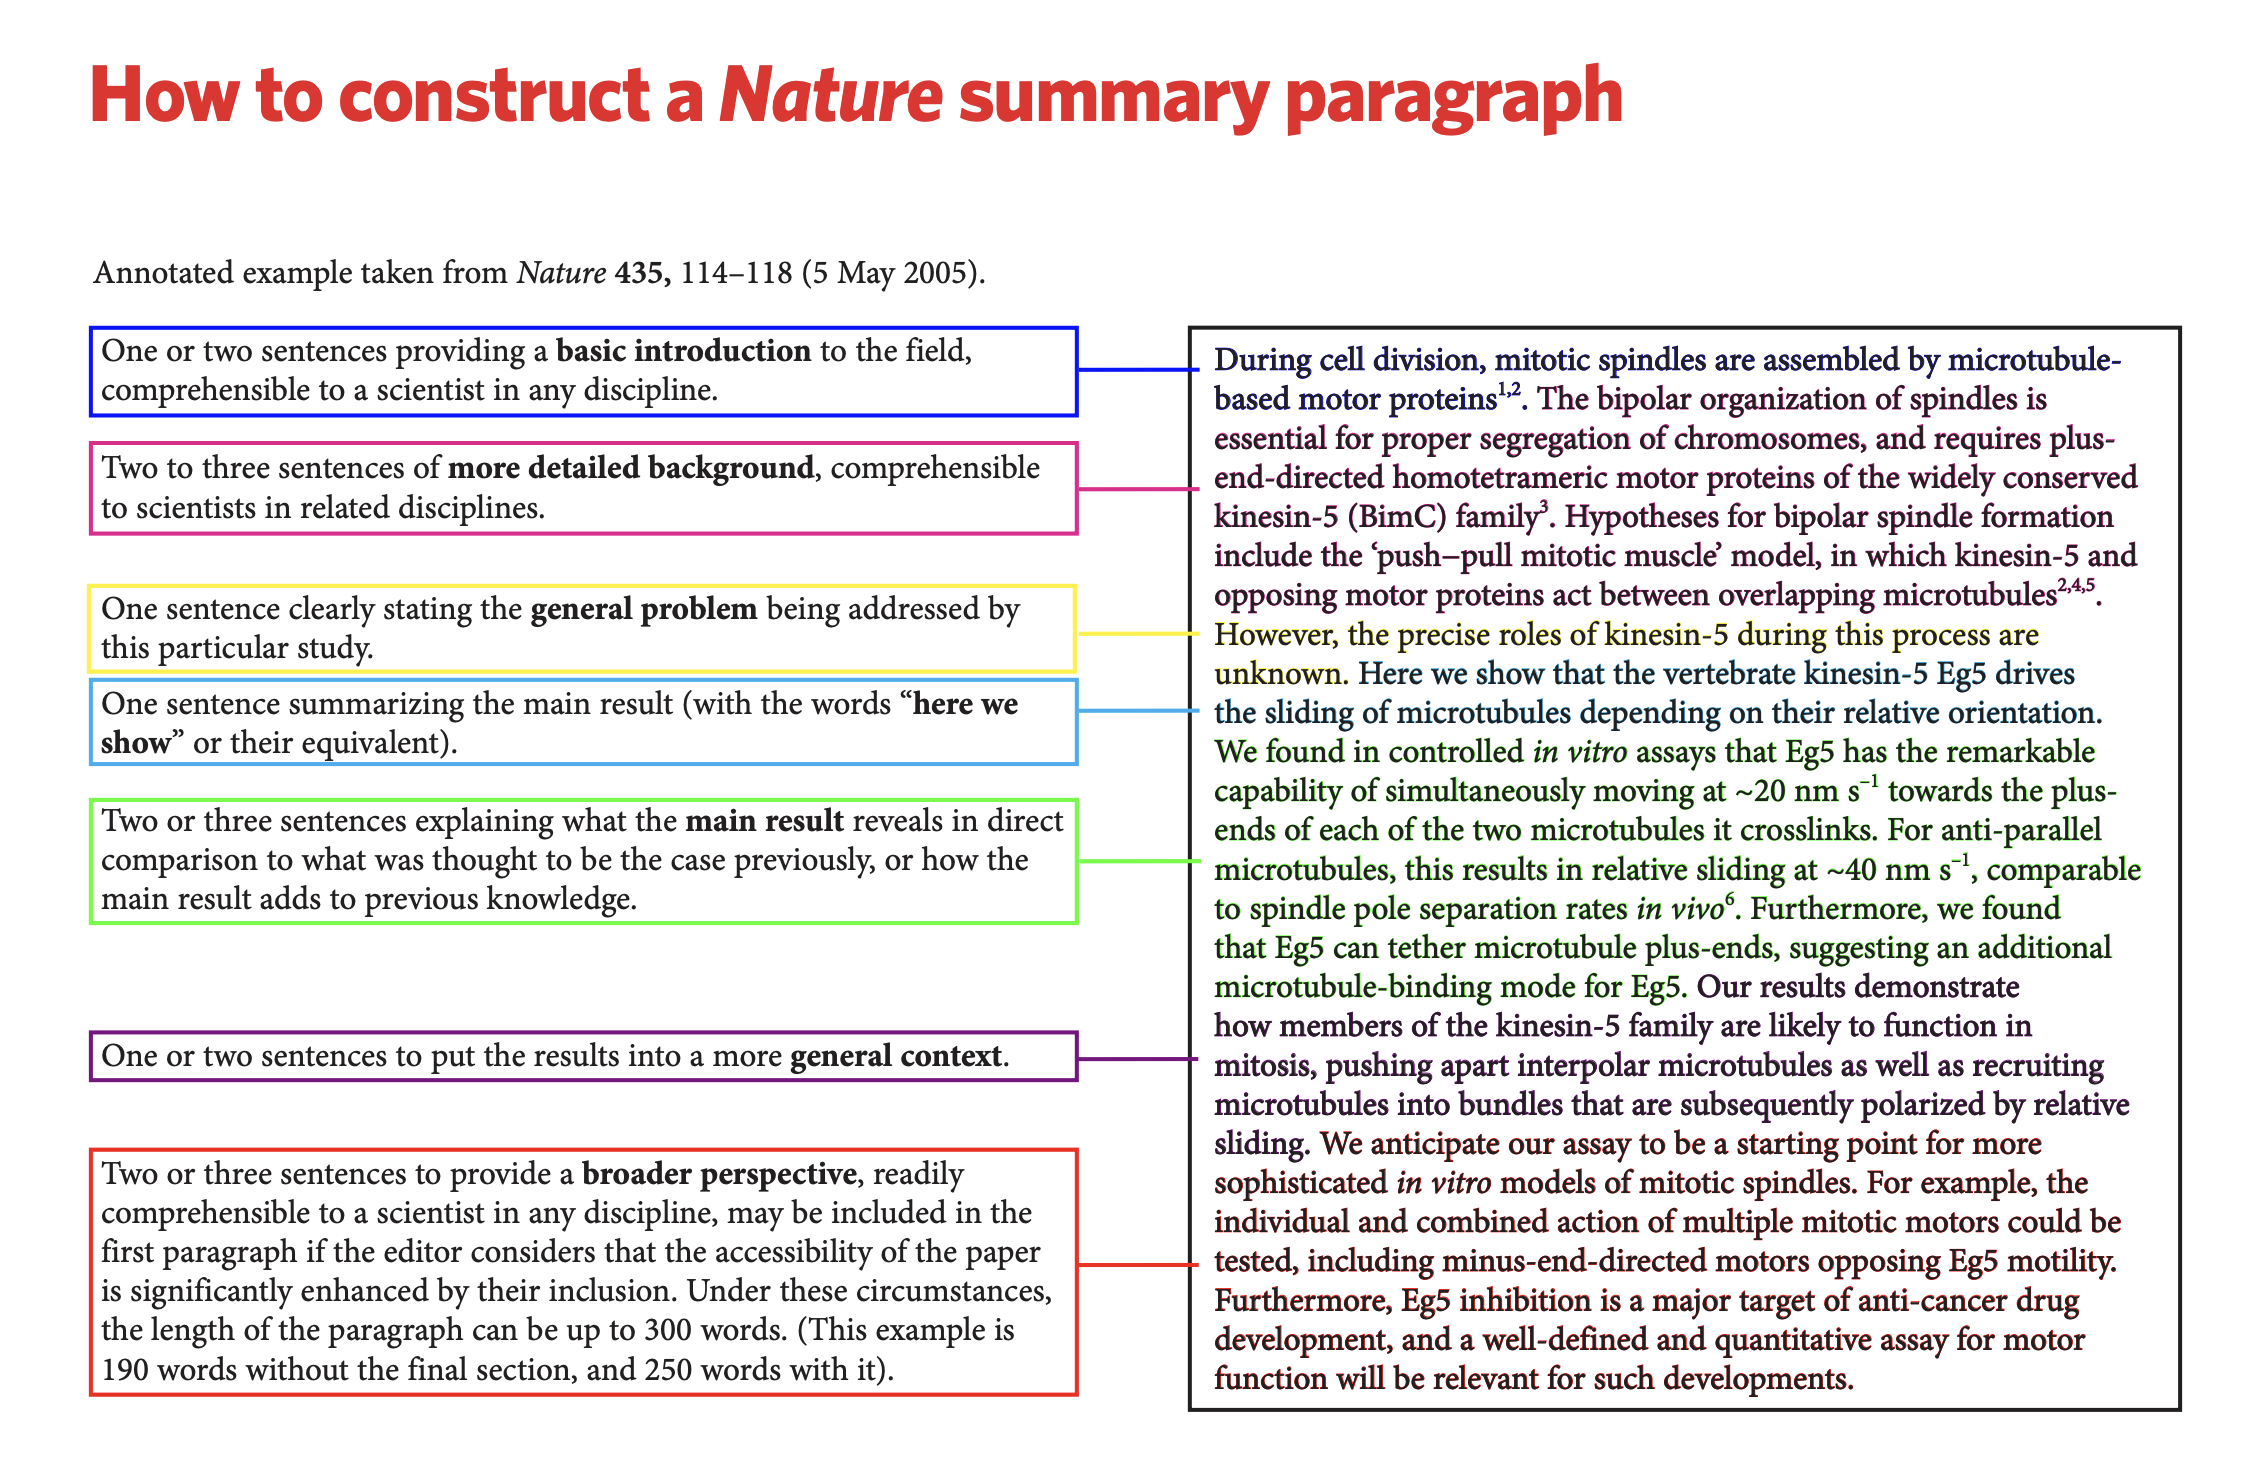 How to construct a Nature summary paragraph
Annotated example taken from Nature 435, 114–118 (5 May 2005).
One or two sentences providing a basic introduction to the field,
comprehensible to a scientist in any discipline.
Two to three sentences of more detailed background, comprehensible
to scientists in related disciplines.
One sentence clearly stating the general problem being addressed by
this particular study.
One sentence summarizing the main result (with the words “here we
show” or their equivalent).
Two or three sentences explaining what the main result reveals in direct
comparison to what was thought to be the case previously, or how the
main result adds to previous knowledge.
One or two sentences to put the results into a more general context.
Two or three sentences to provide a broader perspective, readily
comprehensible to a scientist in any discipline, may be included in the
first paragraph if the editor considers that the accessibility of the paper
is significantly enhanced by their inclusion. Under these circumstances,
the length of the paragraph can be up to 300 words. (This example is
190 words without the final section, and 250 words with it).
During cell division, mitotic spindles are assembled by microtubule-
based motor proteins1,2. The bipolar organization of spindles is
essential for proper segregation of chromosomes, and requires plus-
end-directed homotetrameric motor proteins of the widely conserved
kinesin-5 (BimC) family3. Hypotheses for bipolar spindle formation
include the ‘push–pull mitotic muscle’ model, in which kinesin-5 and
opposing motor proteins act between overlapping microtubules2,4,5.
However, the precise roles of kinesin-5 during this process are
unknown. Here we show that the vertebrate kinesin-5 Eg5 drives
the sliding of microtubules depending on their relative orientation.
We found in controlled in vitro assays that Eg5 has the remarkable
capability of simultaneously moving at ~20 nm s−1 towards the plus-
ends of each of the two microtubules it crosslinks. For anti-parallel
microtubules, this results in relative sliding at ~40 nm s−1, comparable
to spindle pole separation rates in vivo6. Furthermore, we found
that Eg5 can tether microtubule plus-ends, suggesting an additional
microtubule-binding mode for Eg5. Our results demonstrate
how members of the kinesin-5 family are likely to function in
mitosis, pushing apart interpolar microtubules as well as recruiting
microtubules into bundles that are subsequently polarized by relative
sliding. We anticipate our assay to be a starting point for more
sophisticated in vitro models of mitotic spindles. For example, the
individual and combined action of multiple mitotic motors could be
tested, including minus-end-directed motors opposing Eg5 motility.
Furthermore, Eg5 inhibition is a major target of anti-cancer drug
development, and a well-defined and quantitative assay for motor
function will be relevant for such developments.